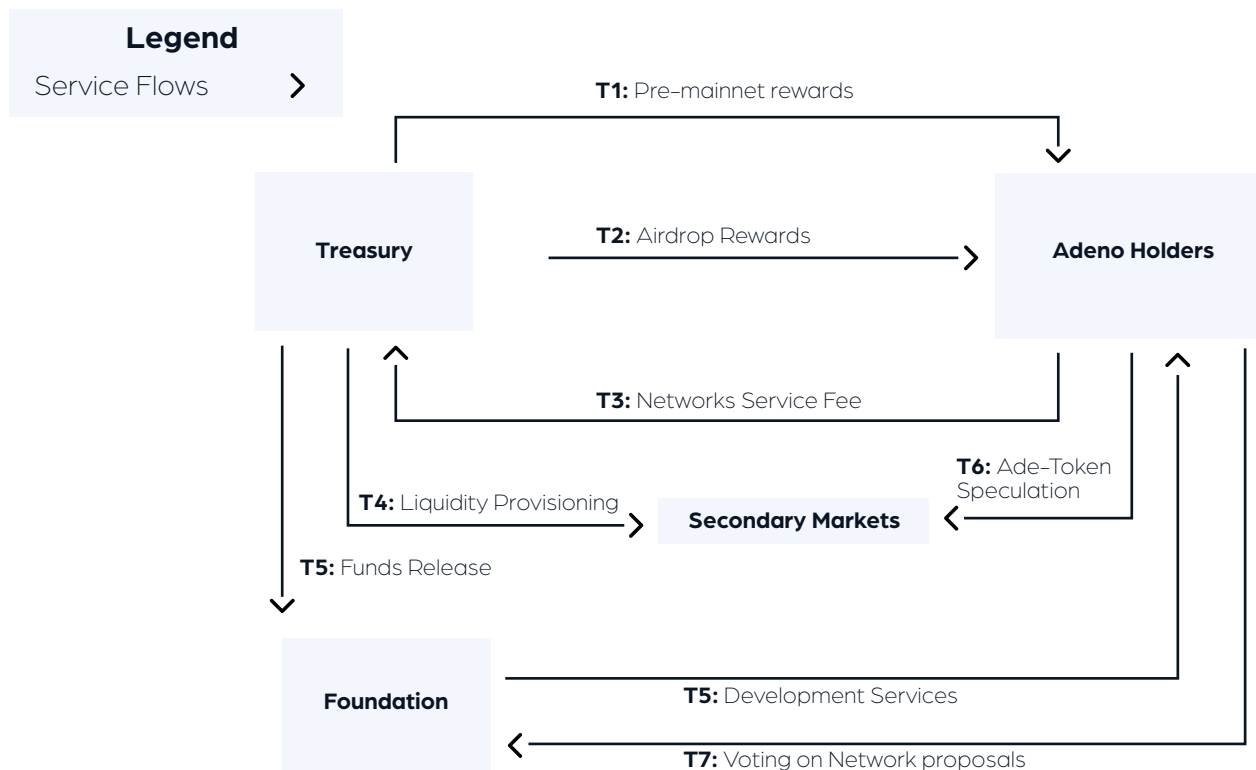 Legend
Service Flows
T1: Pre-mainnet rewards
Treasury
T2: Airdrop Rewards
Adeno Holders
T3: Networks Service Fee
T6: Ade-Token
Speculation
T4: Liquidity Provisioning
Secondary Markets
T5: Funds Release
Foundation
T5: Development Services
T7: Voting on Network proposals